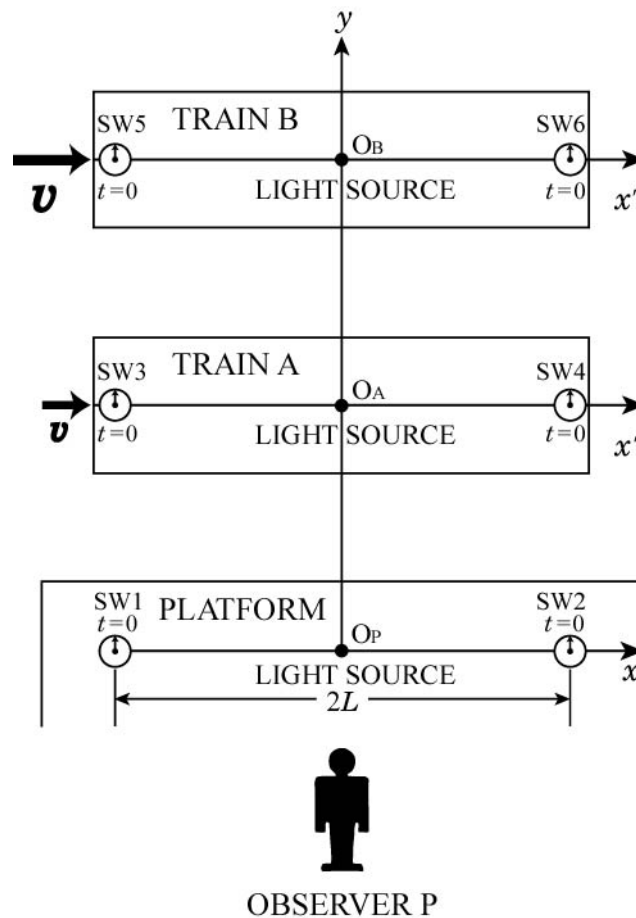 y
SW5
TRAIN B
OB
SW6
t=0
LIGHT SOURCE
t=0
v
x"
SW3
TRAIN A
OA
SW4
t=0
LIGHT SOURCE
t=0
v
x'
SW1
PLATFORM
SW2
t=0
OP
t=0
LIGHT SOURCE
x
2L
OBSERVER P